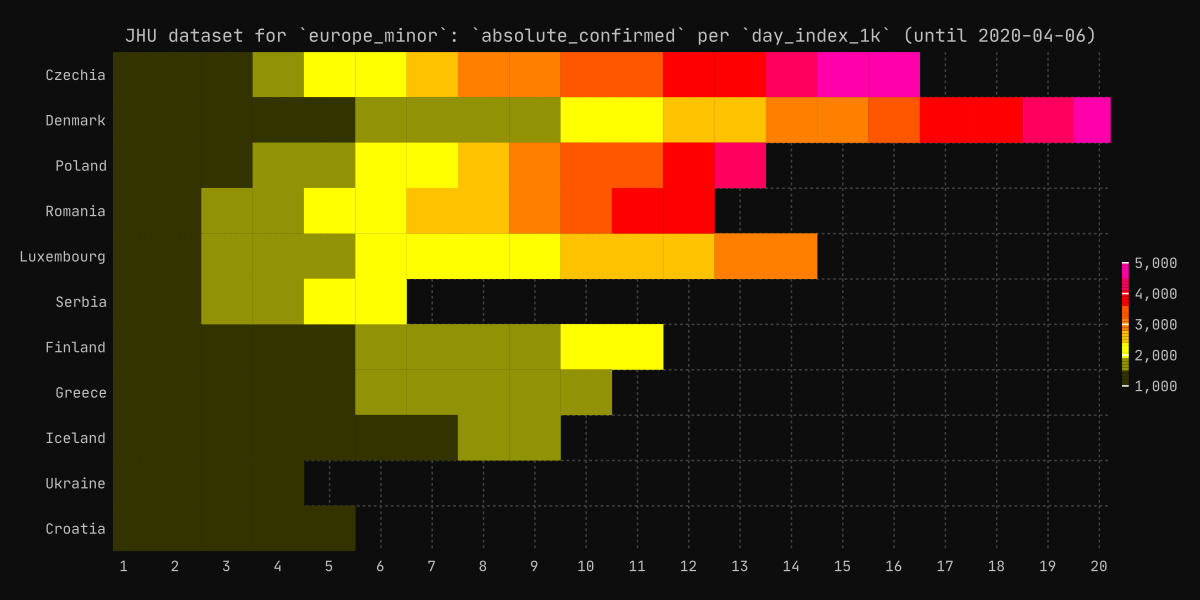 JHU dataset for `europe_minor`: `absolute_confirmed` per `day_index_1k` (until 2020-04-06)
Czechia
Denmark
Poland
Romania
Luxembourg
Serbia
Finland
Greece
Iceland
Ukraine
Croatia
5,000
4,000
3,000
2,000
1,000
1 2 3 4 5 6 7 8 9 10 11 12 13 14 15 16 17 18 19 20